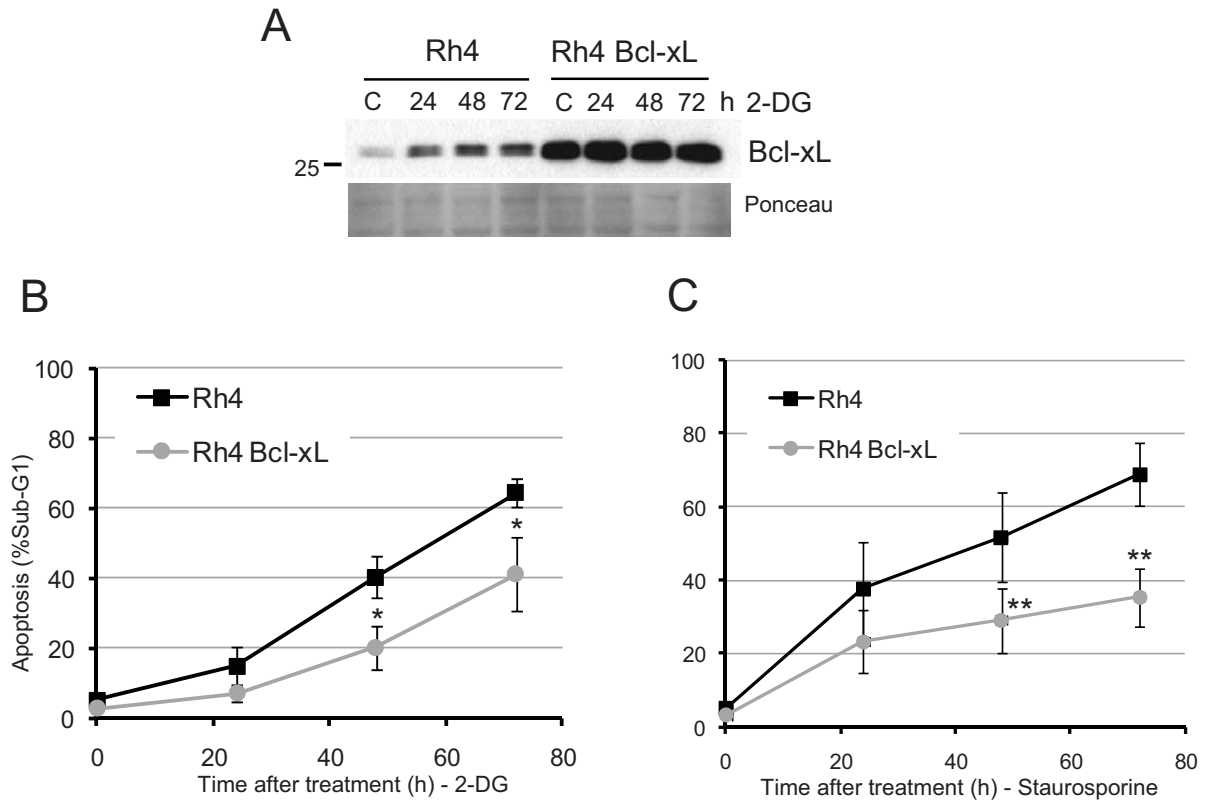 A
Rh4 Rh4 Bcl-xL
C 24 48 72 C 24 48 72 h 2-DG
Bcl-xL
25
Ponceau
B
100
80
60
40
20
0
Apoptosis (%Sub-G1)
Rh4
Rh4 Bcl-xL
*
*
0 20 40 60 80
Time after treatment (h) - 2-DG
C
100
80
60
40
20
0
Rh4
Rh4 Bcl-xL
**
**
0 20 40 60 80
Time after treatment (h) - Staurosporine